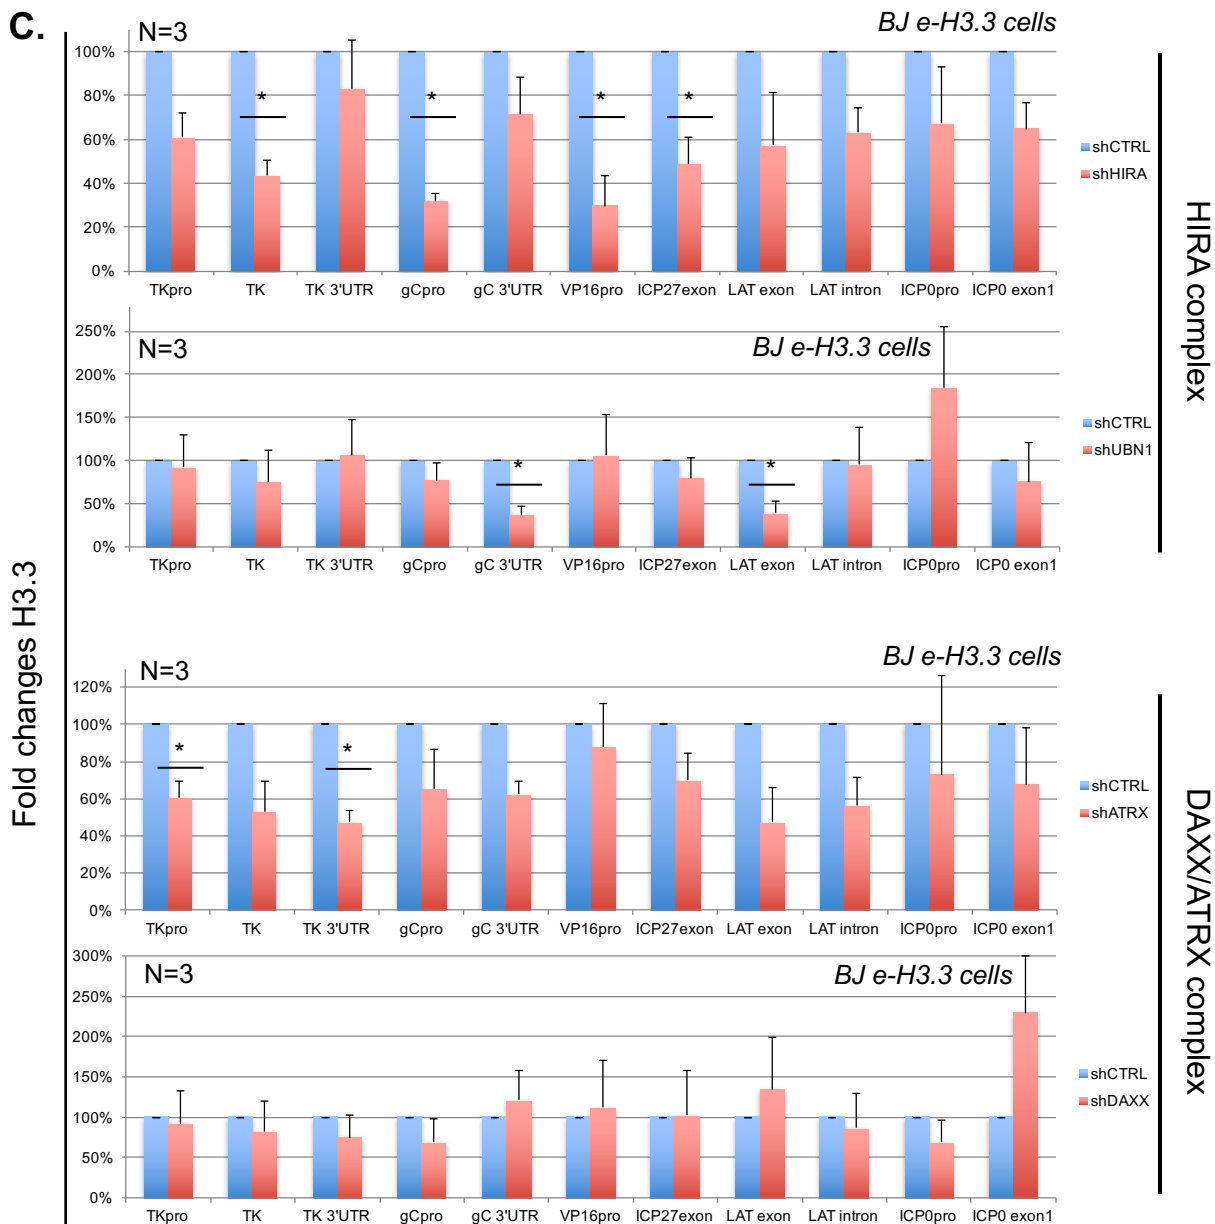 C.
N=3
BJ e-H3.3 cells
100%
80%
60%
40%
20%
0%
*
*
*
*
TKpro
TK
TK 3'UTR
gCpro
gC 3'UTR
VP16pro
ICP27exon
LAT exon
LAT intron
ICP0pro
ICP0 exon1
shCTRL
shHIRA
N=3
BJ e-H3.3 cells
250%
200%
150%
100%
50%
0%
*
*
TKpro
TK
TK 3'UTR
gCpro
gC 3'UTR
VP16pro
ICP27exon
LAT exon
LAT intron
ICP0pro
ICP0 exon1
shCTRL
shUBN1
HIRA complex
Fold changes H3.3
N=3
BJ e-H3.3 cells
120%
100%
80%
60%
40%
20%
0%
*
*
TKpro
TK
TK 3'UTR
gCpro
gC 3'UTR
VP16pro
ICP27exon
LAT exon
LAT intron
ICP0pro
ICP0 exon1
shCTRL
shATRX
N=3
BJ e-H3.3 cells
300%
250%
200%
150%
100%
50%
0%
TKpro
TK
TK 3'UTR
gCpro
gC 3'UTR
VP16pro
ICP27exon
LAT exon
LAT intron
ICP0pro
ICP0 exon1
shCTRL
shDAXX
DAXX/ATRX complex